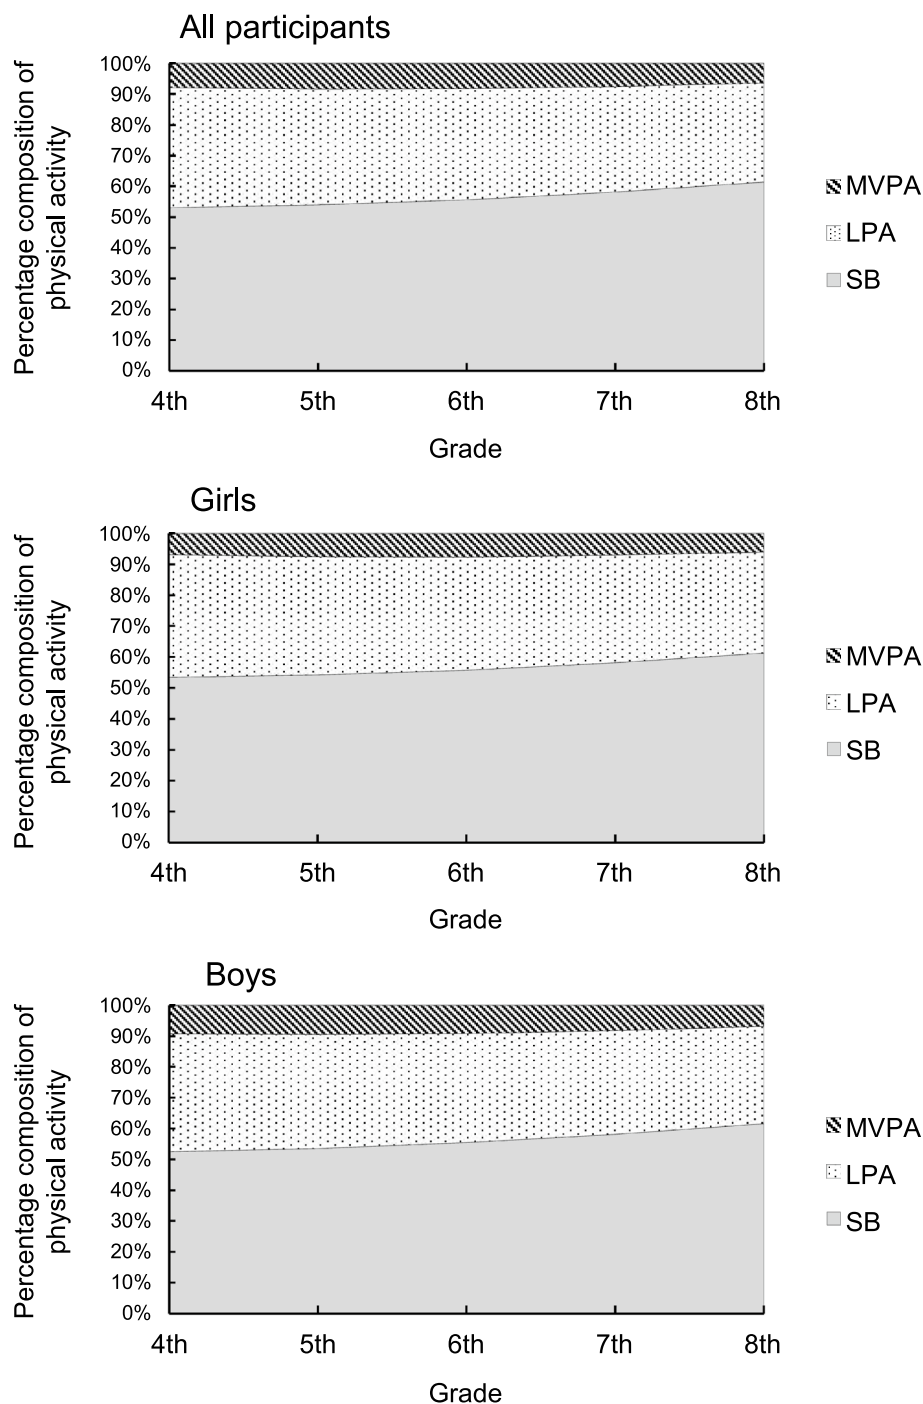 All participants
Percentage composition of
physical activity
100%
90%
80%
70%
60%
50%
40%
30%
20%
10%
0%
4th 5th 6th 7th 8th
Grade
MVPA
LPA
SB
Girls
Percentage composition of
physical activity
100%
90%
80%
70%
60%
50%
40%
30%
20%
10%
0%
4th 5th 6th 7th 8th
Grade
MVPA
LPA
SB
Boys
Percentage composition of
physical activity
100%
90%
80%
70%
60%
50%
40%
30%
20%
10%
0%
4th 5th 6th 7th 8th
Grade
MVPA
LPA
SB